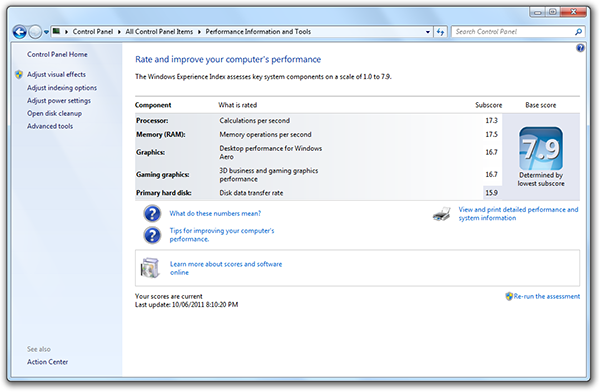 Control Panel All Control Panel Items Performance Information and Tools
Search Control Panel
Control Panel Home
Adjust visual effects
Adjust indexing options
Adjust power settings
Open disk cleanup
Advanced tools
See also
Action Center
Rate and improve your computer's performance
The Windows Experience Index assesses key system components on a scale of 1.0 to 7.9.
Component What is rated Subscore Base score
Processor: Calculations per second 17.3
Memory (RAM): Memory operations per second 17.5
Graphics: Desktop performance for Windows
Aero 16.7
Gaming graphics: 3D business and gaming graphics
performance 16.7
Primary hard disk: Disk data transfer rate 15.9
7.9
Determined by
lowest subscore
What do these numbers mean?
Tips for improving your computer's
performance.
View and print detailed performance and
system information
Learn more about scores and software
online
Your scores are current
Last update: 10/06/2011 8:10:20 PM
Re-run the assessment